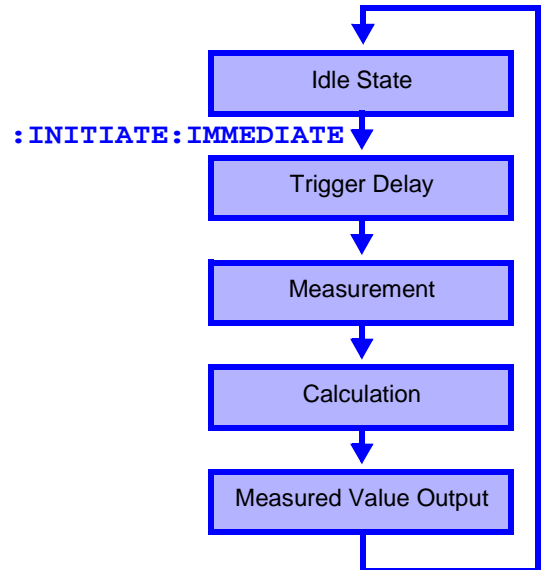 Idle State
:INITIATE:IMMEDIATE
Trigger Delay
Measurement
Calculation
Measured Value Output